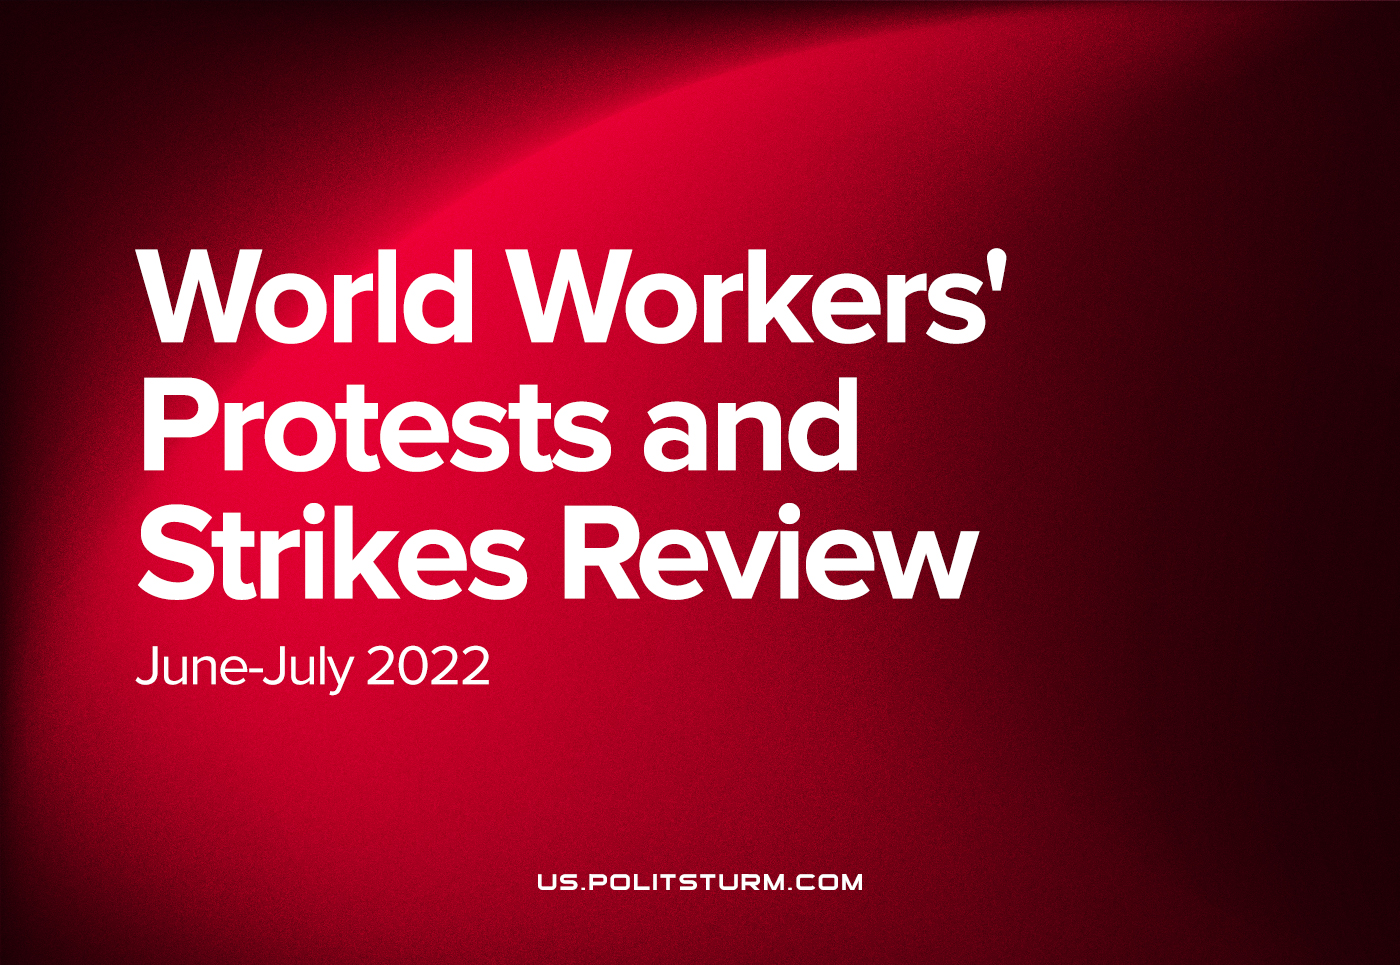 World Workers'
Protests and
Strikes Review
June-July 2022
US.POLITSTURM.COM